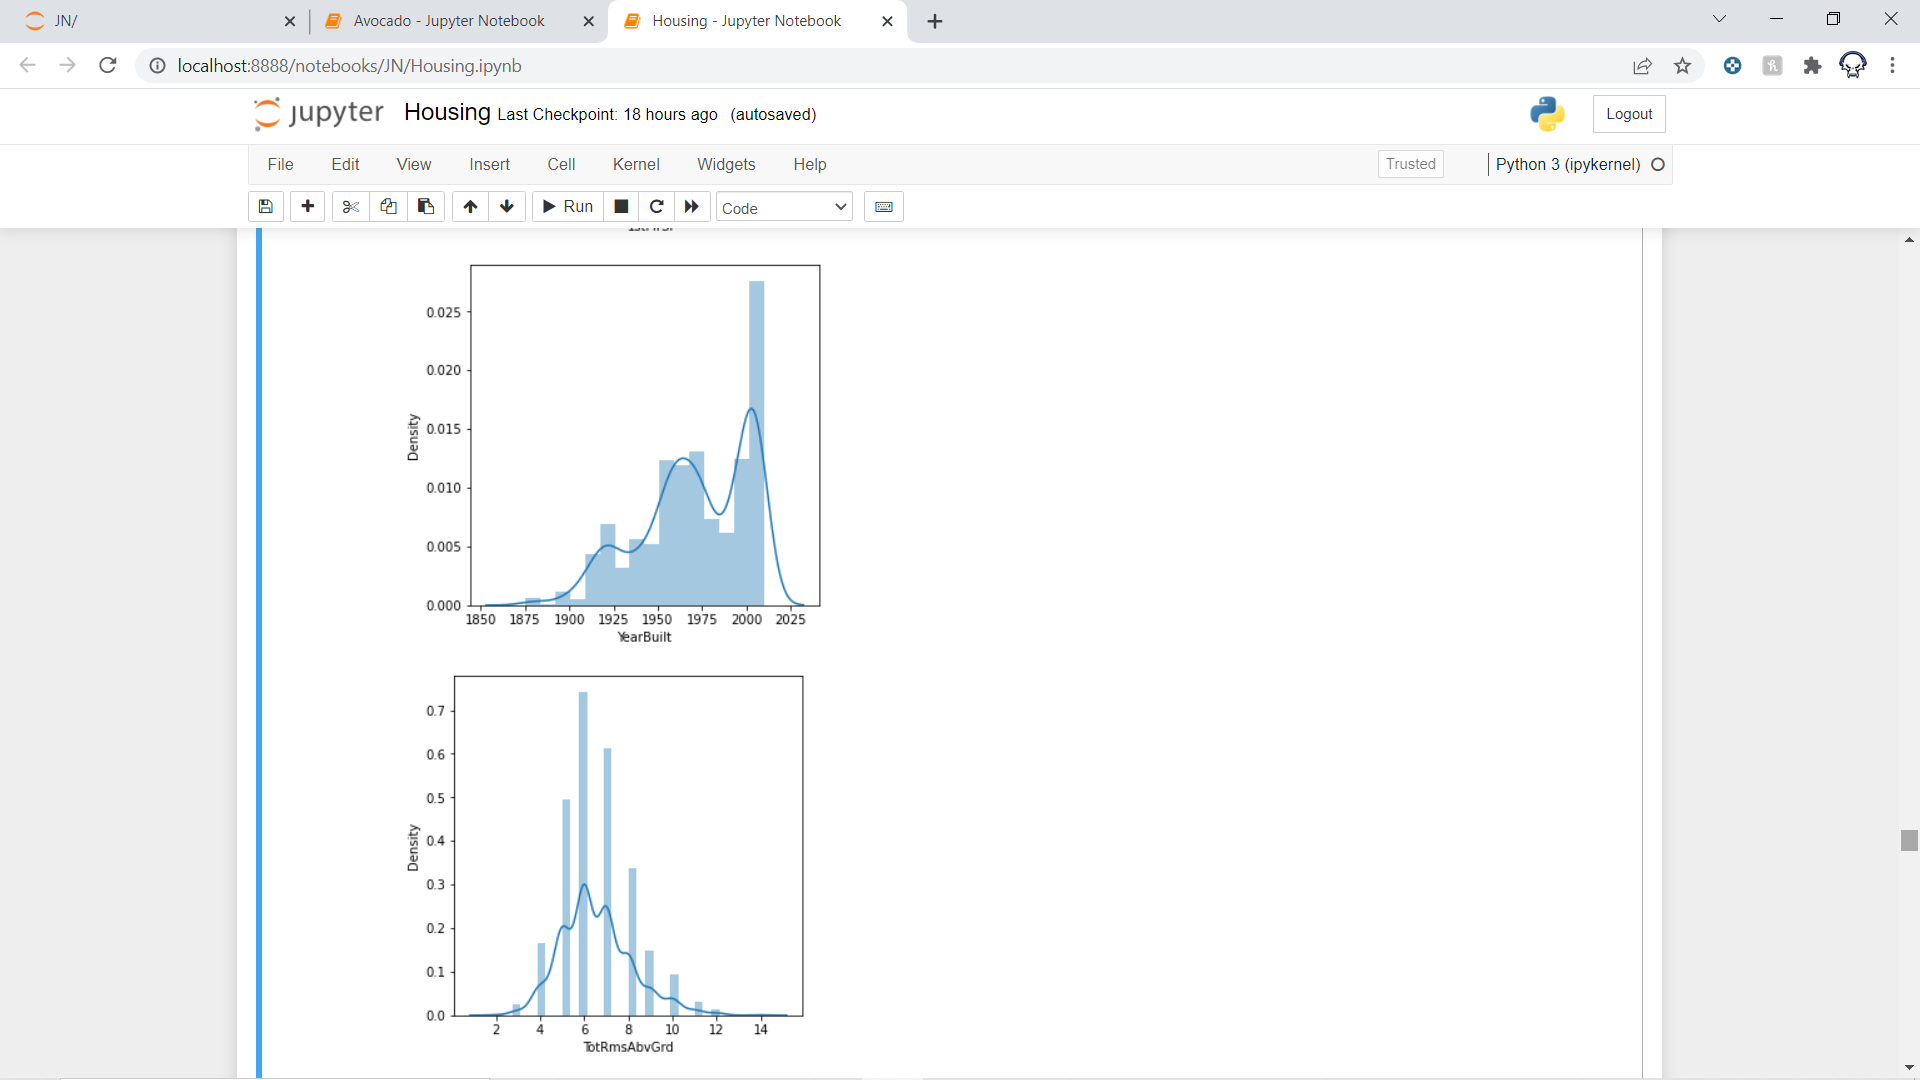 JN/
Avocado - Jupyter Notebook
Housing - Jupyter Notebook
localhost:8888/notebooks/JN/Housing.ipynb
jupyter Housing Last Checkpoint: 18 hours ago (autosaved)
Logout
File Edit View Insert Cell Kernel Widgets Help
Trusted
Python 3 (ipykernel)
Run
Code
0.025
0.020
0.015
0.010
0.005
0.000
Density
1850 1875 1900 1925 1950 1975 2000 2025
YearBuilt
0.7
0.6
0.5
0.4
0.3
0.2
0.1
0.0
Density
2 4 6 8 10 12 14
TotRmsAbvGrd